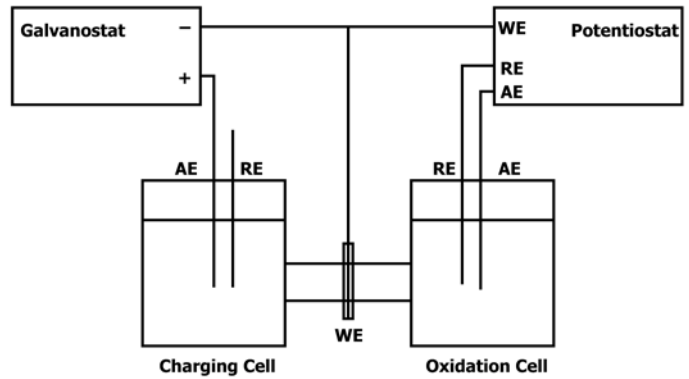 Galvanostat
−
+
WE
RE
AE
Potentiostat
AE
RE
RE
AE
WE
Charging Cell
Oxidation Cell